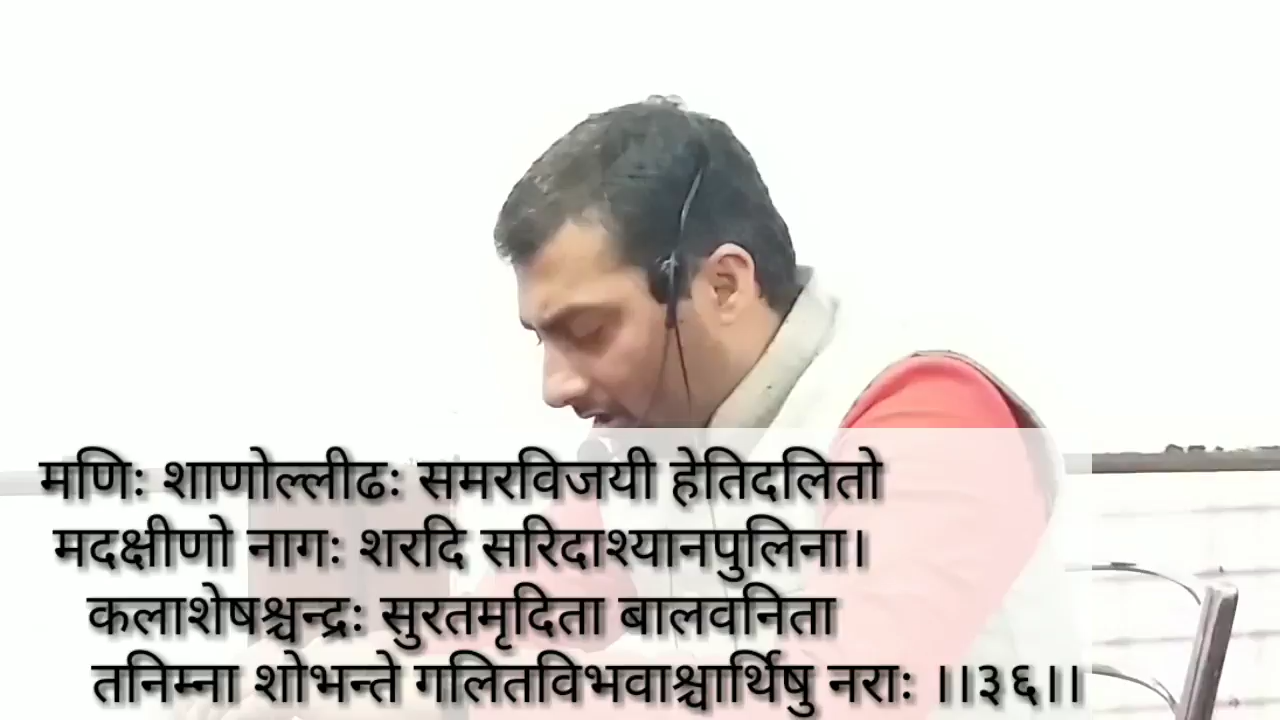 मणिः शाणोल्लीढः समरविजयी हेतिदलितो
मदक्षीणो नागः शरदि सरिदाश्यानपुलिना।
कलाशेषश्चन्द्रः सुरतमृदिता बालवनिता
तनिम्ना शोभन्ते गलितविभवाश्चार्थिषु नराः ।।३६।।